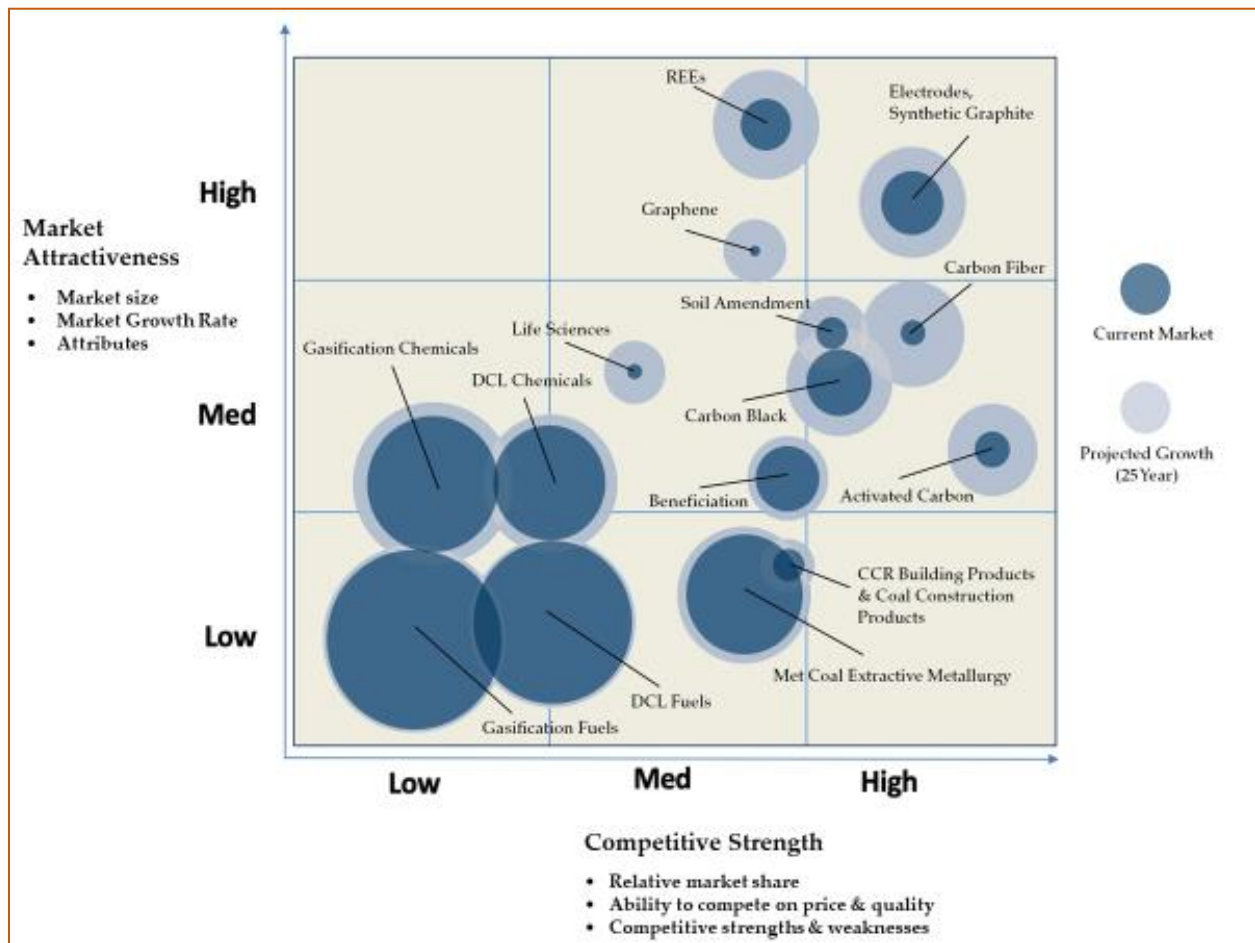 REEs
Electrodes,
Synthetic Graphite
High
Graphene
Market
Attractiveness
• Market size
• Market Growth Rate
• Attributes
Carbon Fiber
Soil Amendment
Life Sciences
Gasification Chemicals
DCL Chemicals
Current Market
Med
Carbon Black
Projected Growth
(25 Year)
Beneficiation
Activated Carbon
CCR Building Products
& Coal Construction
Products
Low
Met Coal Extractive Metallurgy
DCL Fuels
Gasification Fuels
Low
Med
High
Competitive Strength
• Relative market share
• Ability to compete on price & quality
• Competitive strengths & weaknesses